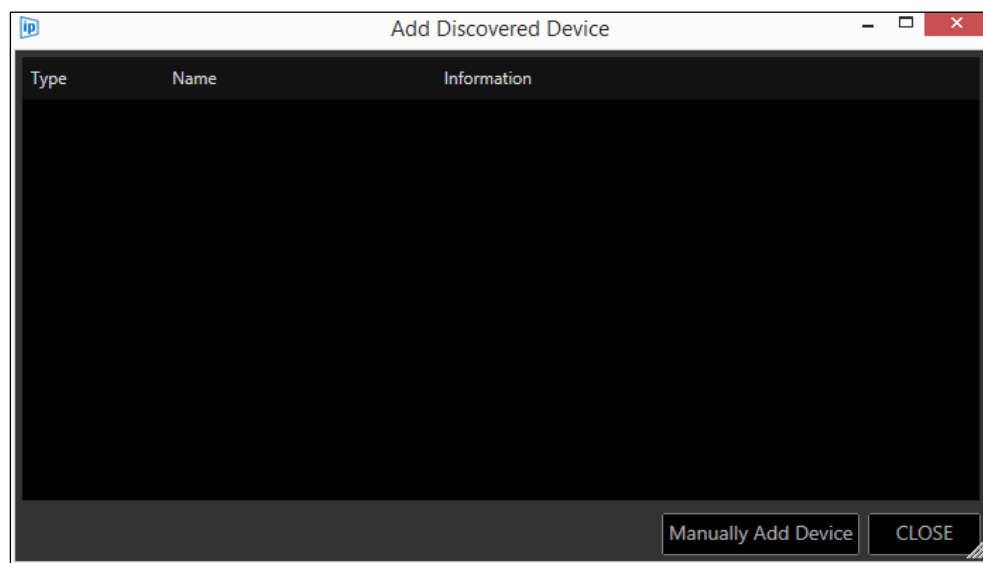 ip
Add Discovered Device
Type Name Information
Manually Add Device CLOSE